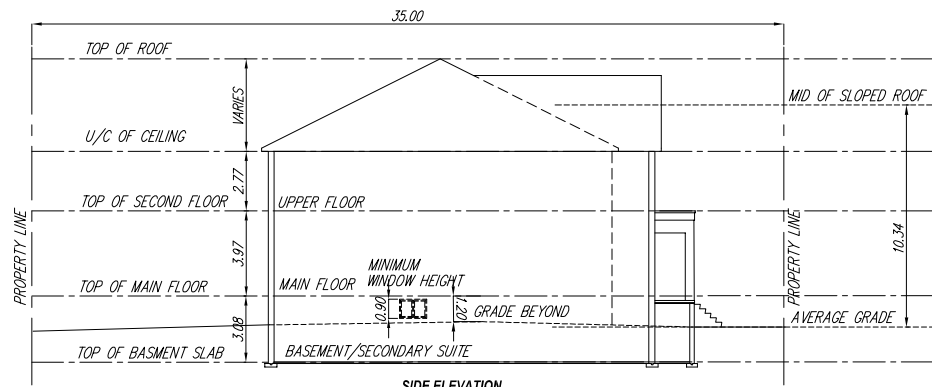 35.00
TOP OF ROOF
MID OF SLOPED ROOF
VARIES
U/C OF CEILING
2.77
TOP OF SECOND FLOOR
UPPER FLOOR
PROPERTY LINE
3.97
10.34
PROPERTY LINE
MINIMUM
WINDOW HEIGHT
TOP OF MAIN FLOOR
MAIN FLOOR
0.90
1.20
GRADE BEYOND
AVERAGE GRADE
3.08
TOP OF BASMENT SLAB
BASEMENT/SECONDARY SUITE
SIDE ELEVATION